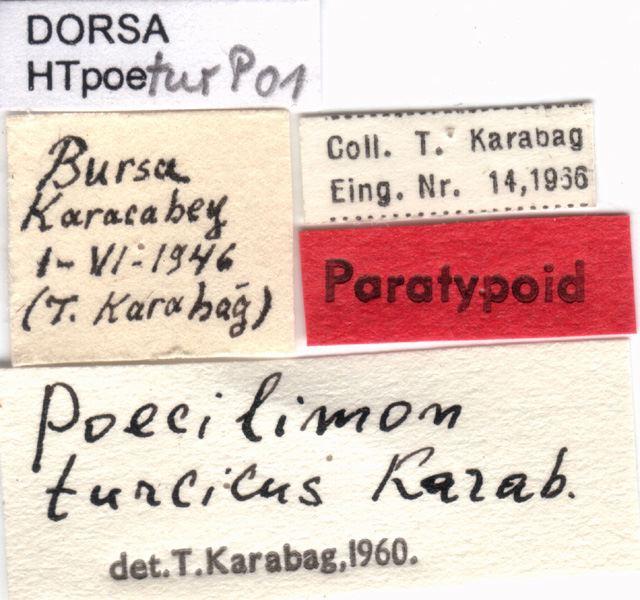 DORSA
HTpoeturP01
Bursa
Karacabey
1-VI-1946
(T. Karabağ)
Coll. T. Karabag
Eing. Nr. 14,1966
Paratypoid
Poecilimon
turcicus Karab.
det.T.Karabag,1960.